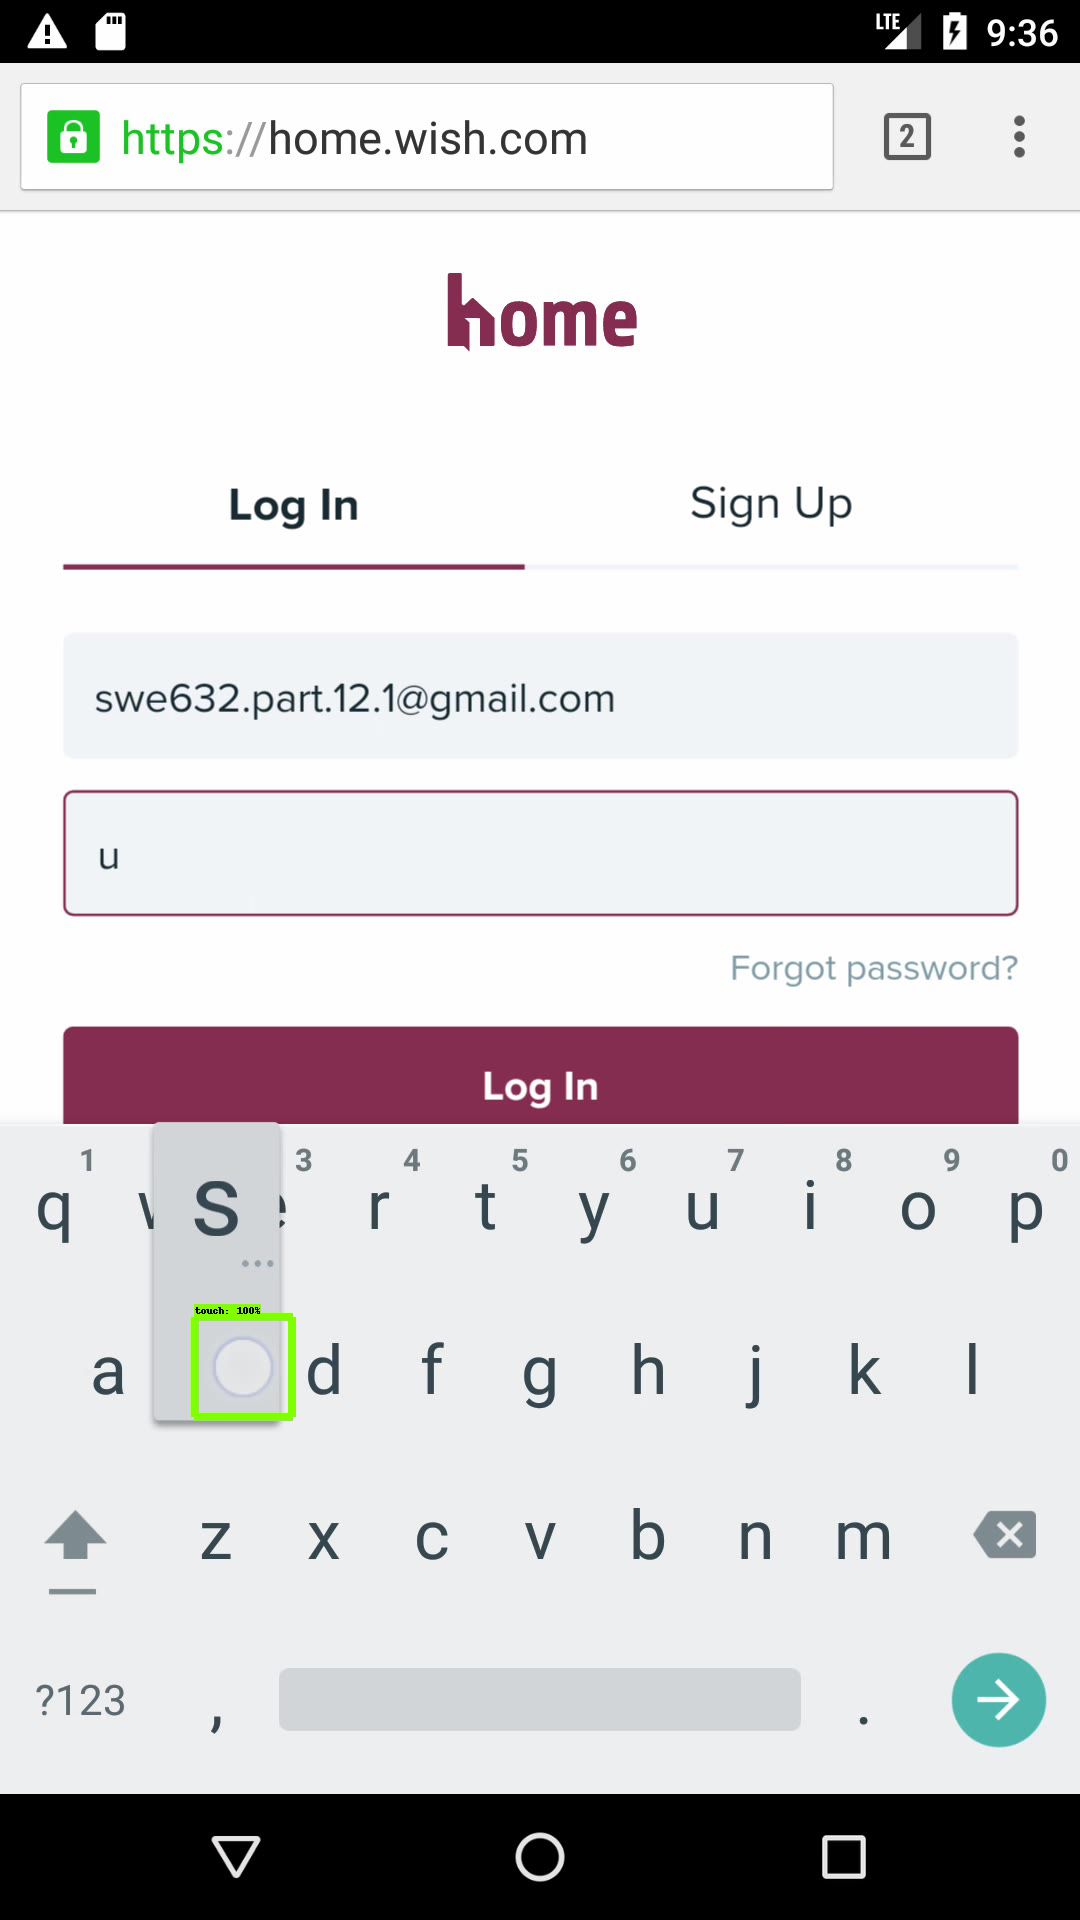 LTE 9:36
https://home.wish.com 2
home
Log In Sign Up
swe632.part.12.1@gmail.com
u
Forgot password?
Log In
1 3 4 5 6 7 8 9 0
q s r t y u i o p
...
touch: 100%
a d f g h j k l
z x c v b n m
?123 , .